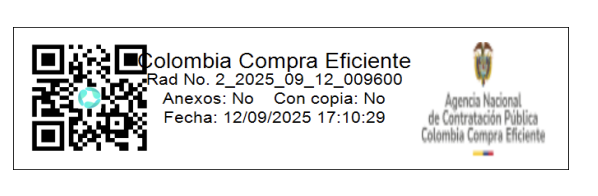 Colombia Compra Eficiente
Rad No. 2_2025_09_12_009600
Anexos: No    Con copia: No
Fecha: 12/09/2025 17:10:29
Agencia Nacional
de Contratación Pública
Colombia Compra Eficiente